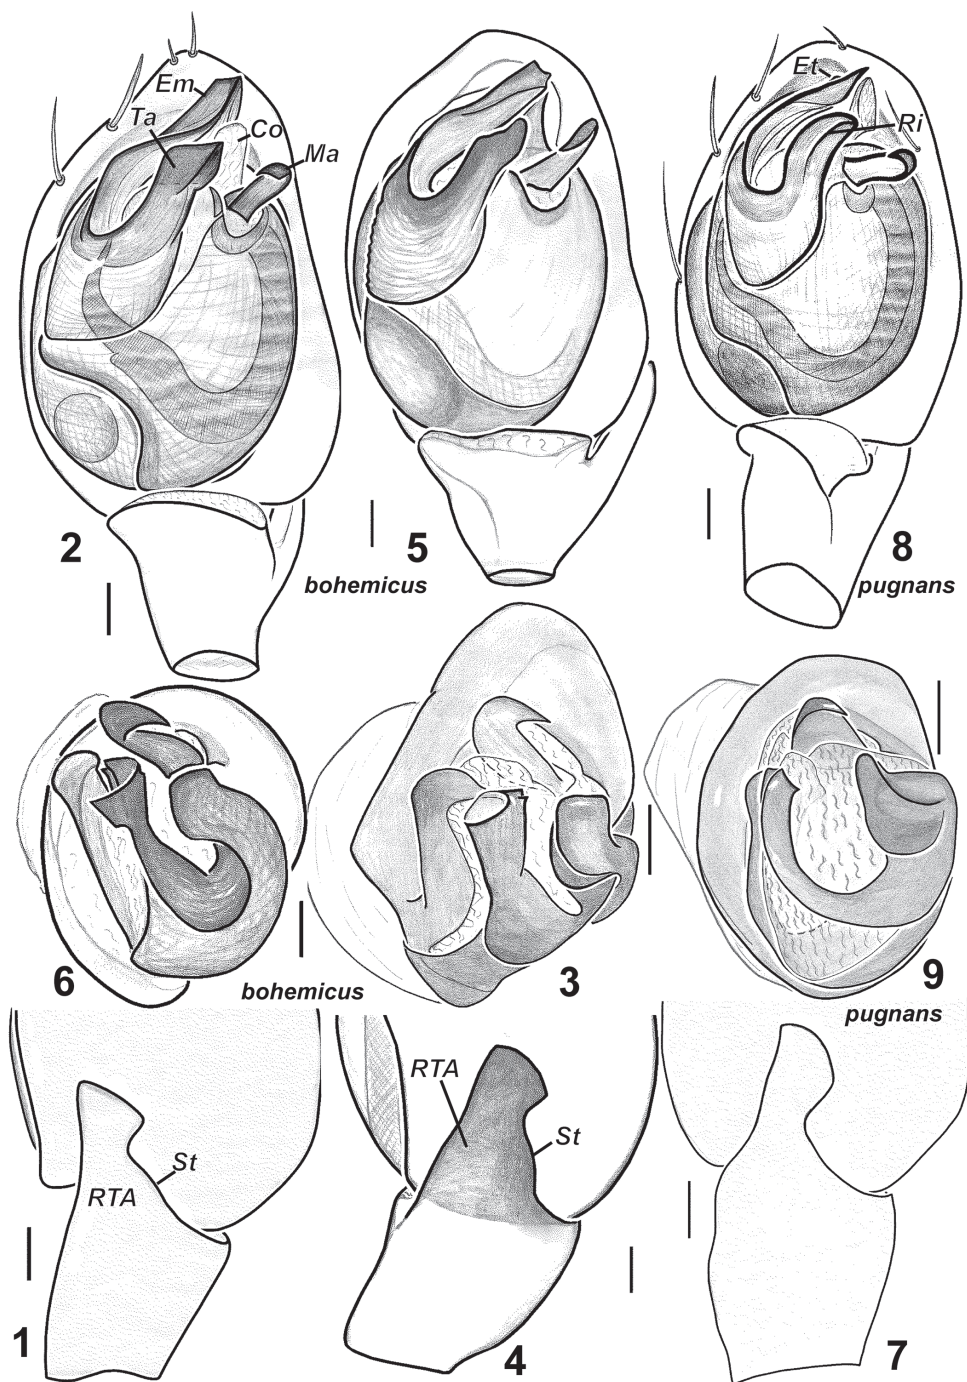 Em
Et
Ta
Co
Ri
Ma
2
5
8
bohemicus
pugnans
6
3
9
bohemicus
pugnans
RTA
St
St
RTA
1
4
7